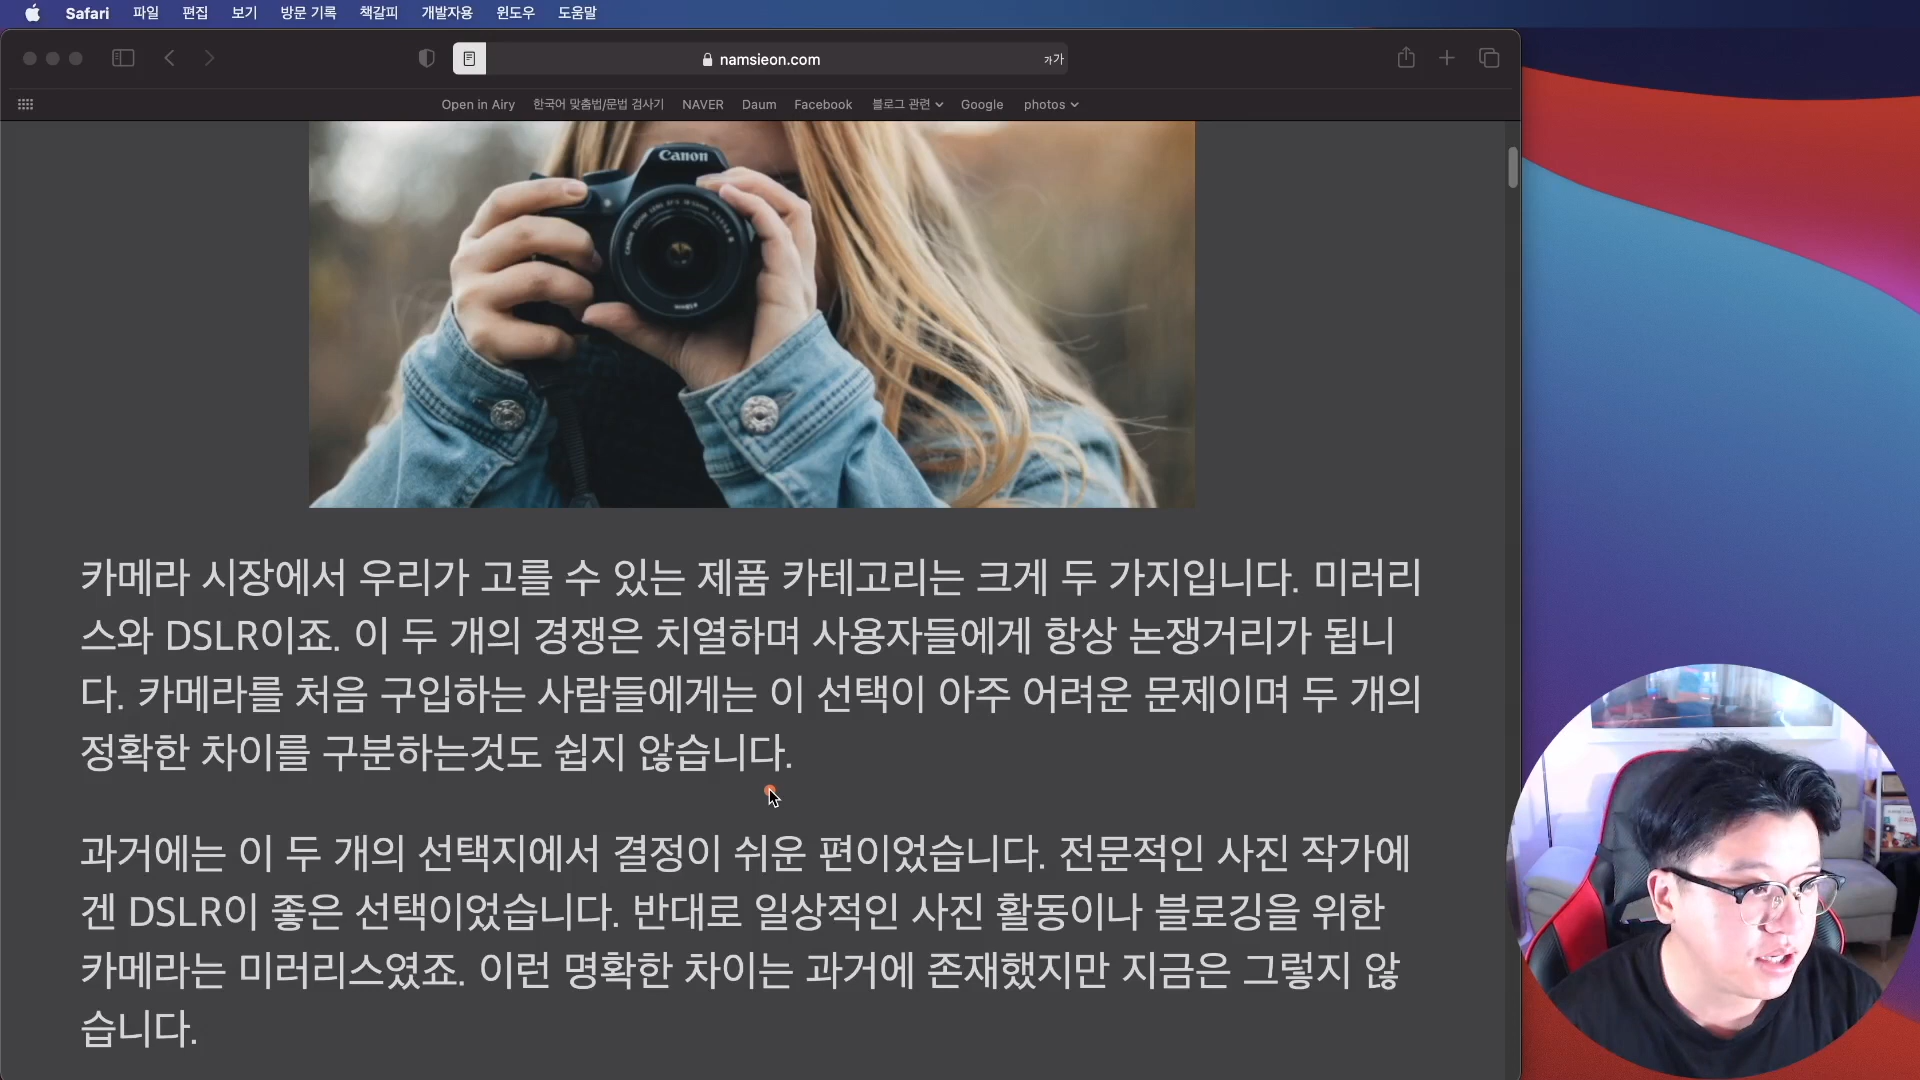 Safari 파일 편집 보기 방문 기록 책갈피 개발자용 윈도우 도움말
namsieon.com
가가
Open in Airy 한국어 맞춤법/문법 검사기 NAVER Daum Facebook 블로그 관련 Google photos
Canon
카메라 시장에서 우리가 고를 수 있는 제품 카테고리는 크게 두 가지입니다. 미러리
스와 DSLR이죠. 이 두 개의 경쟁은 치열하며 사용자들에게 항상 논쟁거리가 됩니
다. 카메라를 처음 구입하는 사람들에게는 이 선택이 아주 어려운 문제이며 두 개의
정확한 차이를 구분하는것도 쉽지 않습니다.
과거에는 이 두 개의 선택지에서 결정이 쉬운 편이었습니다. 전문적인 사진 작가에
겐 DSLR이 좋은 선택이었습니다. 반대로 일상적인 사진 활동이나 블로깅을 위한
카메라는 미러리스였죠. 이런 명확한 차이는 과거에 존재했지만 지금은 그렇지 않
습니다.